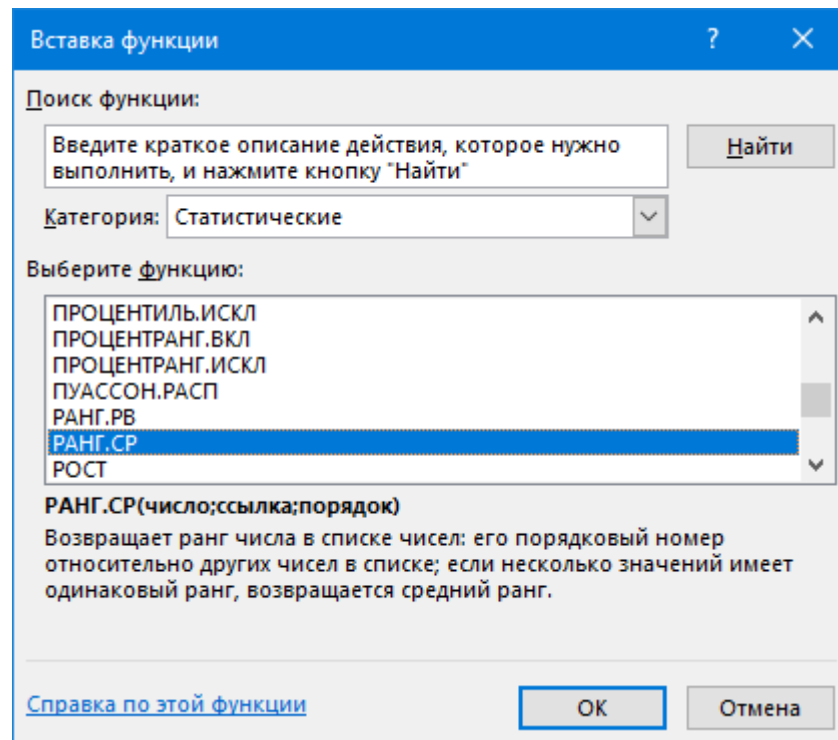 Вставка функции ?
Поиск функции:
Введите краткое описание действия, которое нужно
выполнить, и нажмите кнопку "Найти"
Найти
Категория: Статистические
Выберите функцию:
ПРОЦЕНТИЛЬ.ИСКЛ
ПРОЦЕНТРАНГ.ВКЛ
ПРОЦЕНТРАНГ.ИСКЛ
ПУАССОН.РАСП
РАНГ.РВ
РАНГ.СР
РОСТ
РАНГ.СР(число;ссылка;порядок)
Возвращает ранг числа в списке чисел: его порядковый номер
относительно других чисел в списке; если несколько значений имеет
одинаковый ранг, возвращается средний ранг.
Справка по этой функции
ОК
Отмена